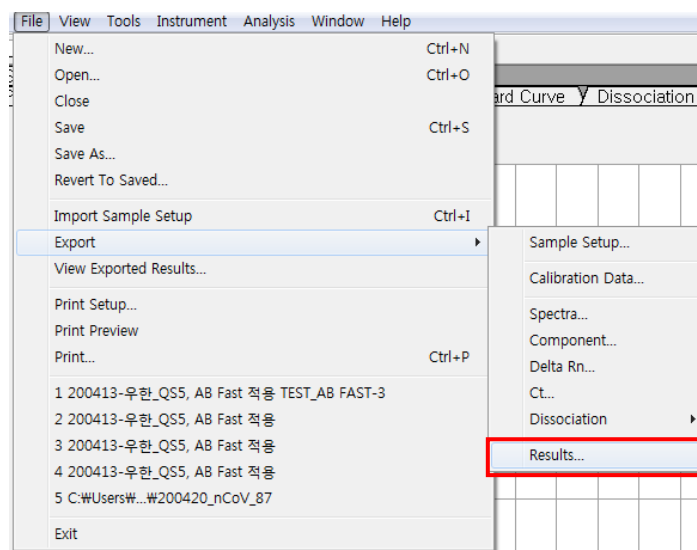 File View Tools Instrument Analysis Window Help
New... Ctrl+N
Open... Ctrl+O
Close
Save Ctrl+S
Save As...
Revert To Saved...
Import Sample Setup Ctrl+I
Export
View Exported Results...
Print Setup...
Print Preview
Print... Ctrl+P
1 200413-우한_QS5, AB Fast 적용 TEST_AB FAST-3
2 200413-우한_QS5, AB Fast 적용
3 200413-우한_QS5, AB Fast 적용
4 200413-우한_QS5, AB Fast 적용
5 C:₩Users₩...₩200420_nCoV_87
Exit
ard Curve Dissociation
Sample Setup...
Calibration Data...
Spectra...
Component...
Delta Rn...
Ct...
Dissociation
Results...